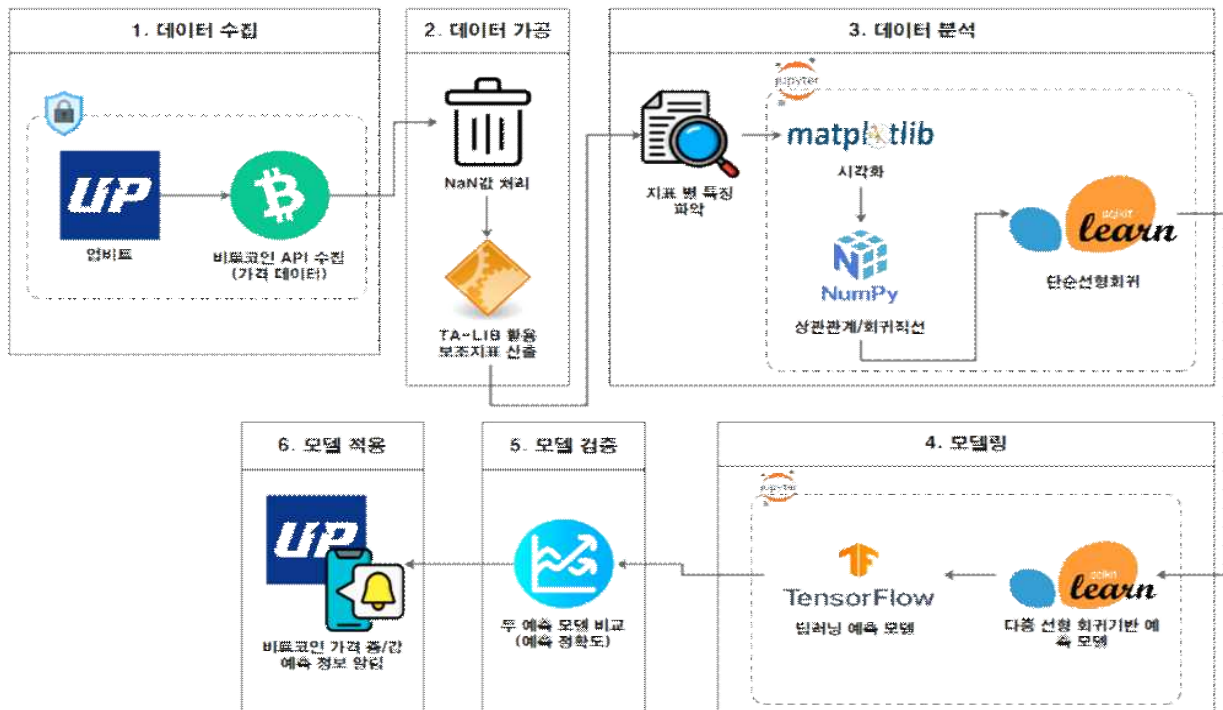 1. 데이터 수집
2. 데이터 가공
3. 데이터 분석
UP
업비트
비트코인 API 수집
(가격 데이터)
NaN값 처리
TA-LIB 활용
보조지표 산출
지표 별 특징
파악
jupyter
matplotlib
시각화
NumPy
상관관계/회귀직선
scikit
learn
단순선형회귀
6. 모델 적용
5. 모델 검증
4. 모델링
UP
비트코인 가격 증/감
예측 정보 알림
두 예측 모델 비교
(예측 정확도)
jupyter
TensorFlow
딥러닝 예측 모델
scikit
learn
다중 선형 회귀기반 예
측 모델